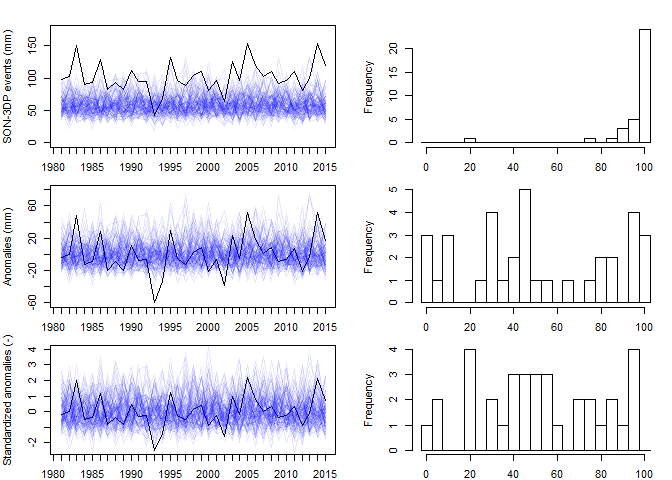 SON-3DP events (mm)
0 50 100 150
1980 1985 1990 1995 2000 2005 2010 2015
Frequency
0 5 10 15 20
0 20 40 60 80 100
Anomalies (mm)
-60 -20 20 60
1980 1985 1990 1995 2000 2005 2010 2015
Frequency
0 1 2 3 4 5
0 20 40 60 80 100
Standardized anomalies (-)
-2 0 1 2 3 4
1980 1985 1990 1995 2000 2005 2010 2015
Frequency
0 1 2 3 4
0 20 40 60 80 100